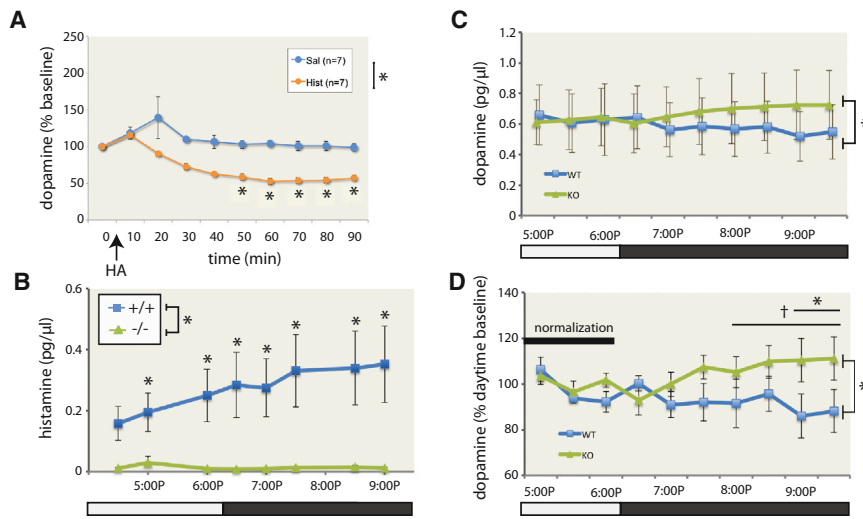 A
dopamine (% baseline)
250
200
150
100
50
0
Sal (n=7)
Hist (n=7)
*
* * * * *
0 10 20 30 40 50 60 70 80 90
HA
time (min)
B
histamine (pg/µl)
0.6
0.4
0.2
0
+/+
-/-
*
* * * * * * *
5:00P 6:00P 7:00P 8:00P 9:00P
C
dopamine (pg/µl)
1.2
1.0
0.8
0.6
0.4
0.2
0
WT
KO
*
5:00P 6:00P 7:00P 8:00P 9:00P
D
dopamine (% daytime baseline)
140
120
100
80
60
normalization
*
†
*
WT
KO
5:00P 6:00P 7:00P 8:00P 9:00P